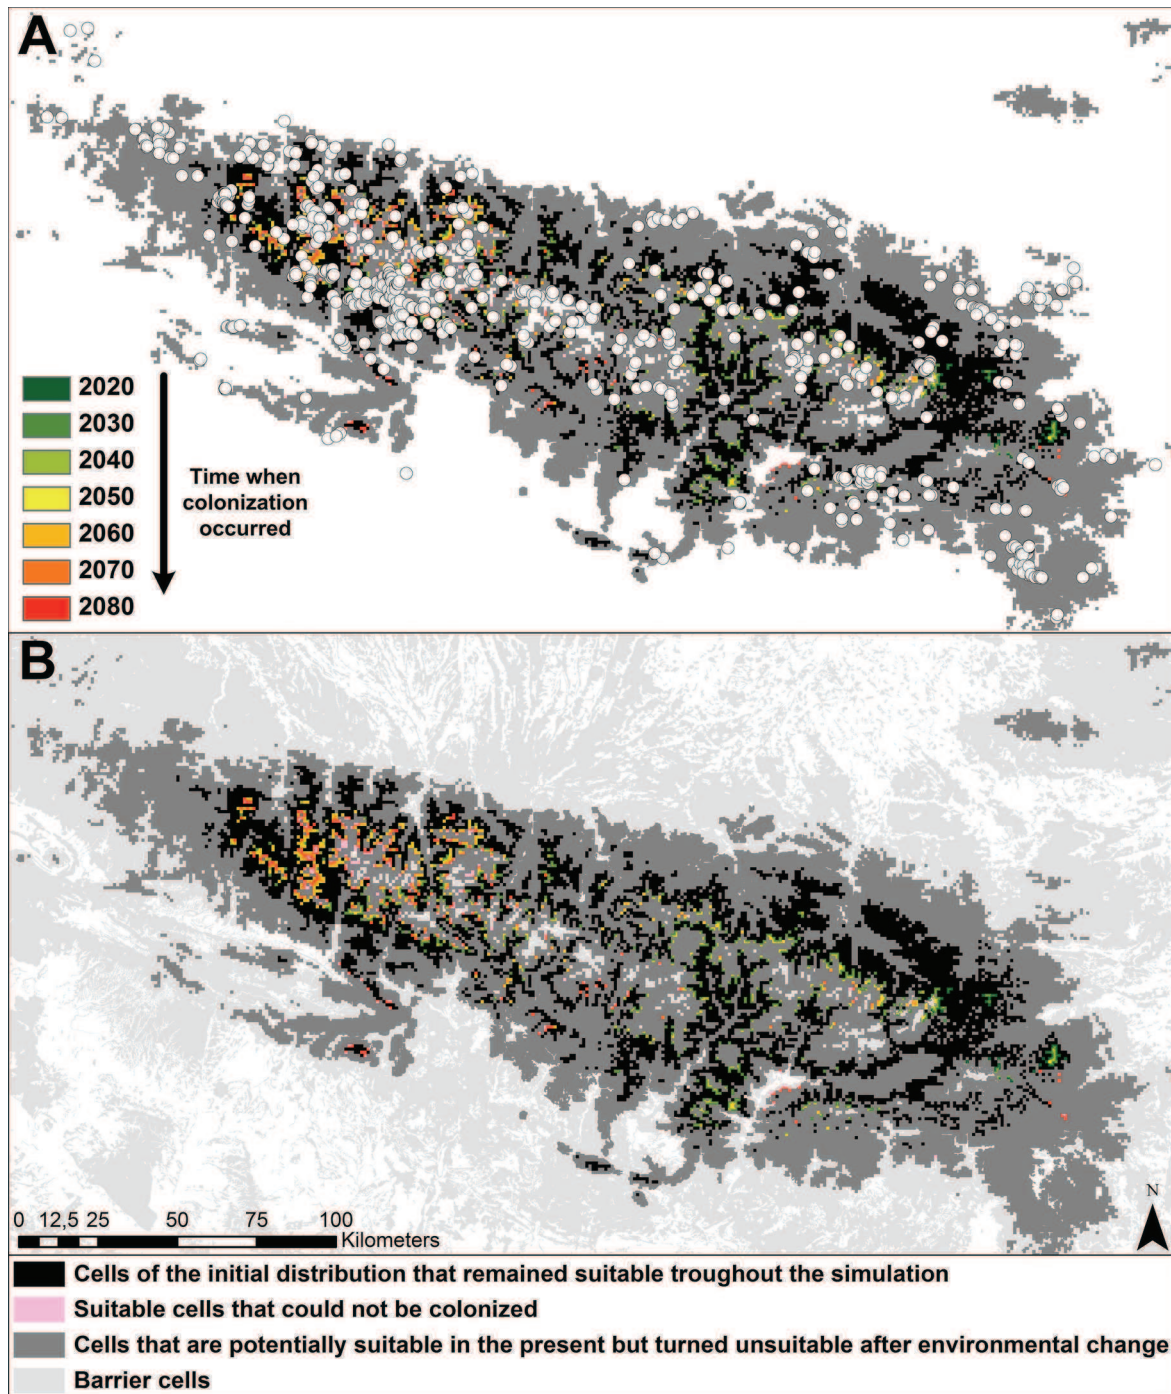 A
2020
2030
2040
2050
2060
2070
2080
Time when
colonization
occurred
B
N
0 12,5 25 50 75 100
Kilometers
Cells of the initial distribution that remained suitable troughout the simulation
Suitable cells that could not be colonized
Cells that are potentially suitable in the present but turned unsuitable after environmental change
Barrier cells